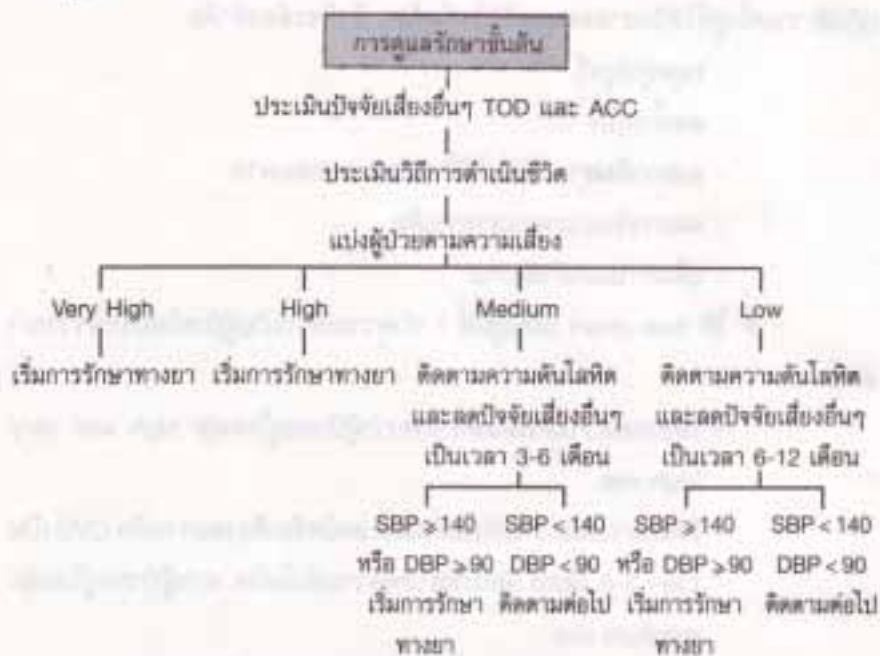 การดูแลรักษาขั้นต้น
ประเมินปัจจัยเสี่ยงอื่นๆ TOD และ ACC
ประเมินวิถีการดำเนินชีวิต
แบ่งผู้ป่วยตามความเสี่ยง
Very High High Medium Low
เริ่มการรักษาทางยา เริ่มการรักษาทางยา ติดตามความดันโลหิต ติดตามความดันโลหิต
และลดปัจจัยเสี่ยงอื่นๆ และลดปัจจัยเสี่ยงอื่นๆ
เป็นเวลา 3-6 เดือน เป็นเวลา 6-12 เดือน
SBP ≥140 SBP < 140 SBP ≥140 SBP < 140
หรือ DBP ≥90 DBP < 90 หรือ DBP ≥90 DBP < 90
เริ่มการรักษา ติดตามต่อไป เริ่มการรักษา ติดตามต่อไป
ทางยา ทางยา